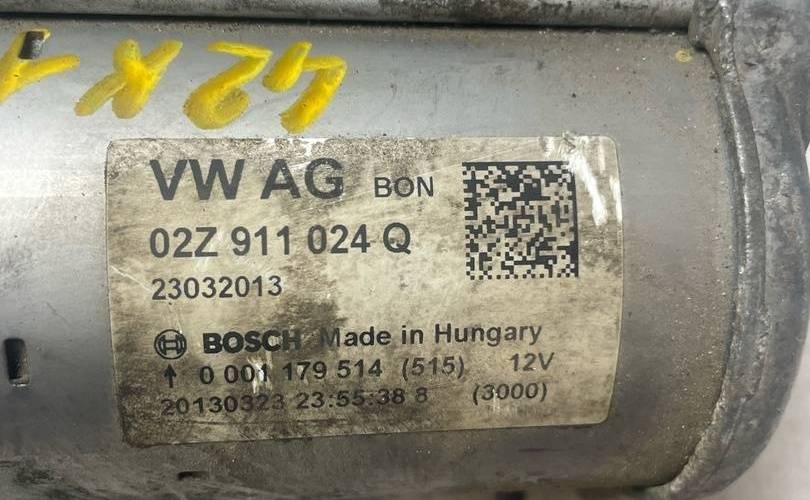 42K1
VW AG BON
02Z 911 024 Q
23032013
BOSCH Made in Hungary
↑ 0 001 179 514 (515) 12V
20130323 23:55:38 8 (3000)